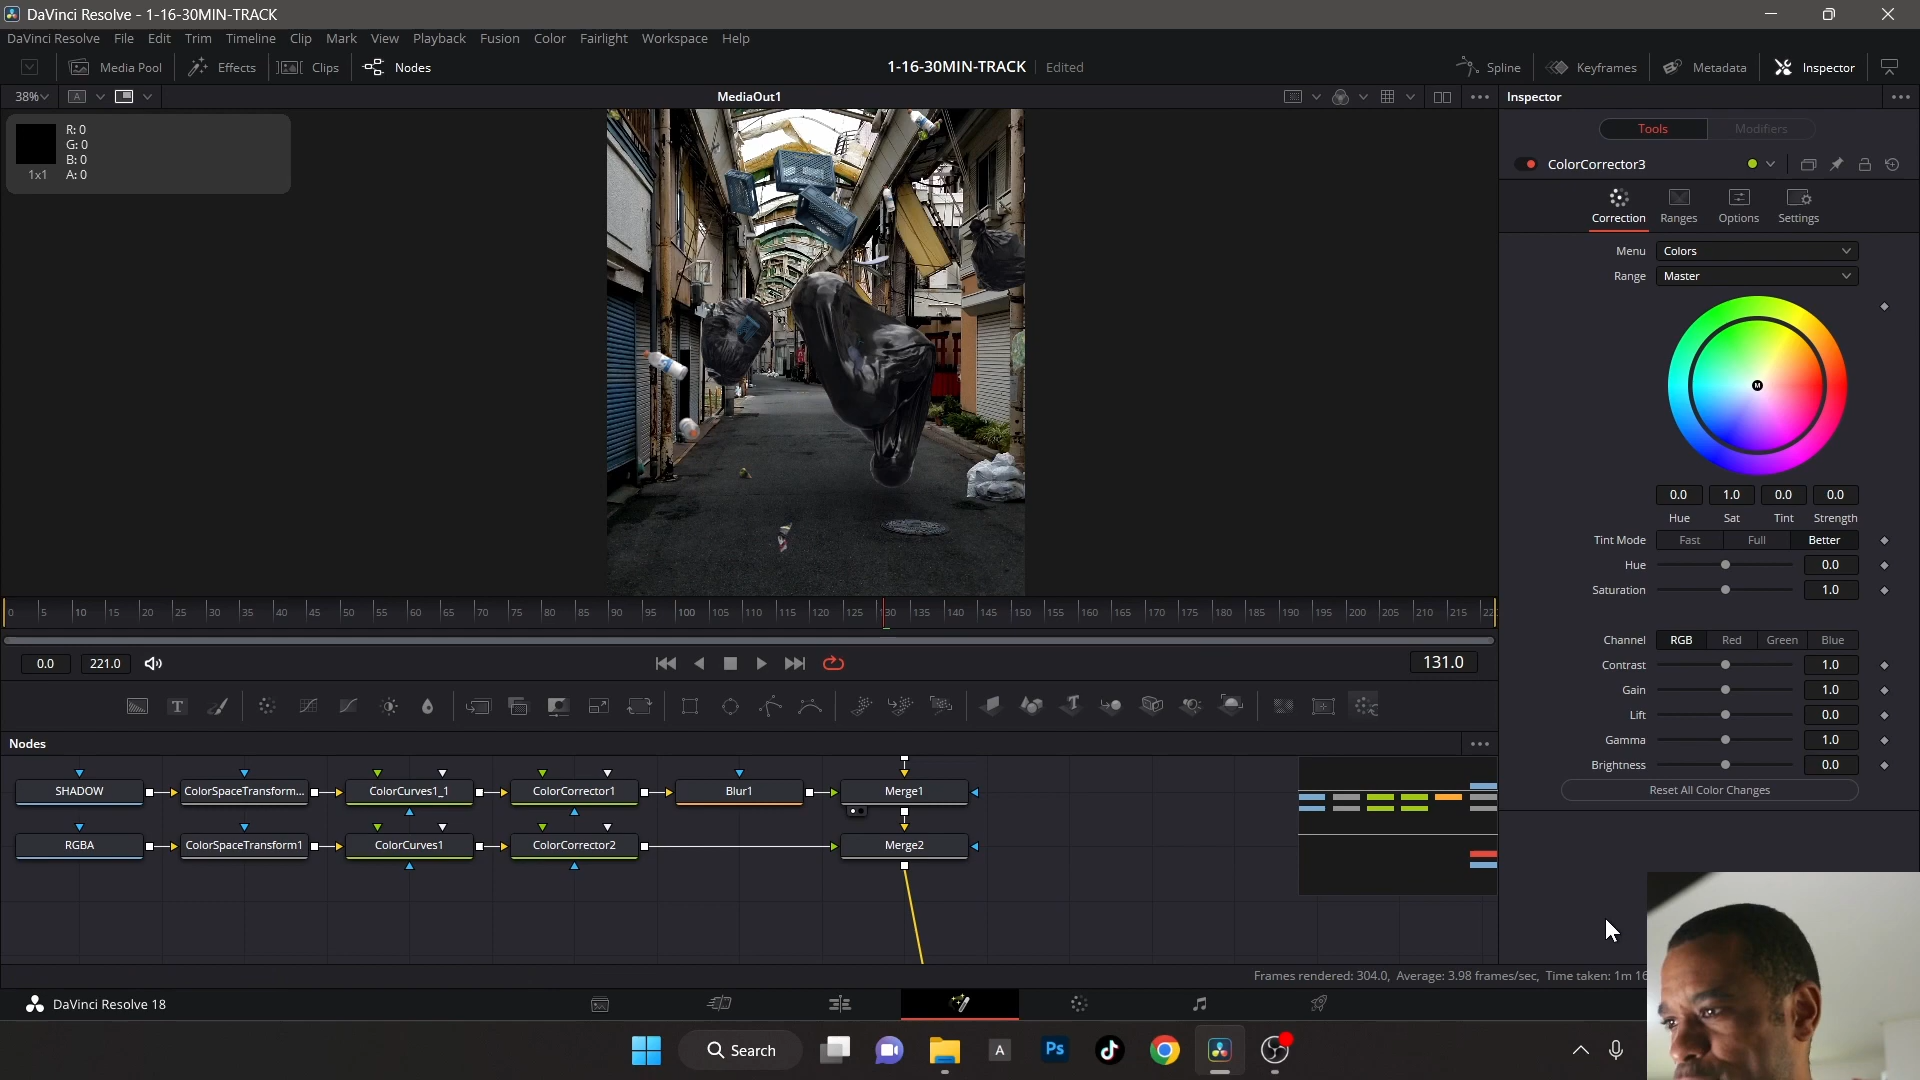 DaVinci Resolve - 1-16-30MIN-TRACK
DaVinci Resolve File Edit Trim Timeline Clip Mark View Playback Fusion Color Fairlight Workspace Help
Media Pool Effects Clips Nodes 1-16-30MIN-TRACK Edited Spline Keyframes Metadata Inspector
38% A MediaOut1 Inspector
R: 0
G: 0
B: 0
1x1 A: 0
Tools Modifiers
ColorCorrector3
Correction Ranges Options Settings
Menu Colors
Range Master
M
0.0 1.0 0.0 0.0
Hue Sat Tint Strength
Tint Mode Fast Full Better
Hue 0.0
Saturation 1.0
0 5 10 15 20 25 30 35 40 45 50 55 60 65 70 75 80 85 90 95 100 105 110 115 120 125 130 135 140 145 150 155 160 165 170 175 180 185 190 195 200 205 210 215 22
Channel RGB Red Green Blue
0.0 221.0 131.0
Contrast 1.0
Gain 1.0
Lift 0.0
Gamma 1.0
Brightness 0.0
Reset All Color Changes
T T
Nodes
SHADOW ColorSpaceTransform... ColorCurves1_1 ColorCorrector1 Blur1 Merge1
RGBA ColorSpaceTransform1 ColorCurves1 ColorCorrector2 Merge2
Frames rendered: 304.0, Average: 3.98 frames/sec, Time taken: 1m 16
DaVinci Resolve 18
Search A Ps